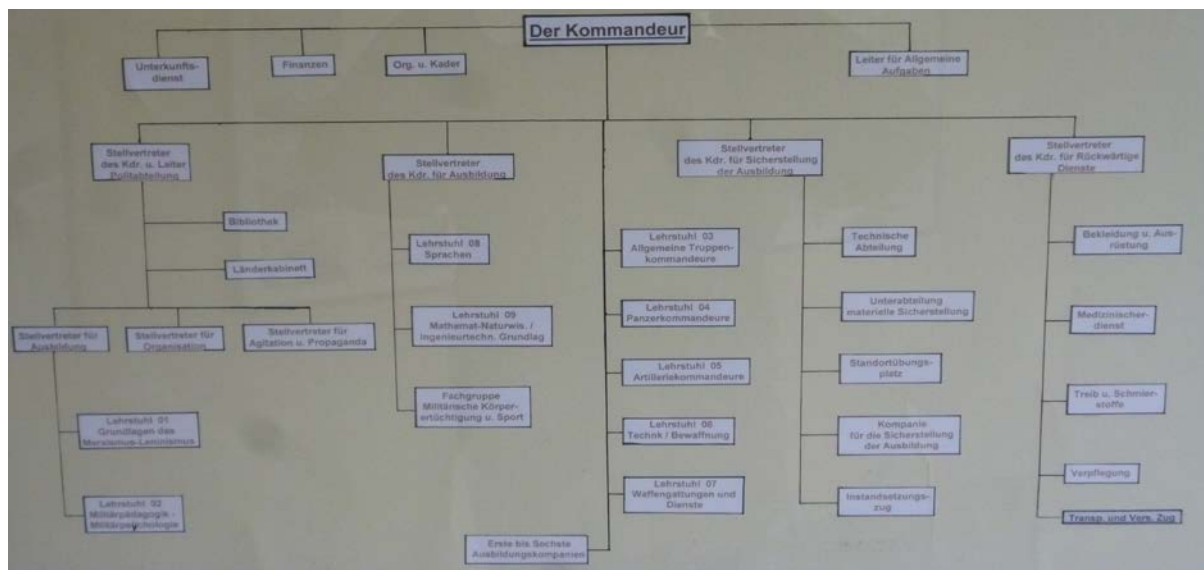 Der Kommandeur
Unterkunfts-
dienst
Finanzen
Org. u. Kader
Leiter für Allgemeine
Aufgaben
Stellvertreter
des Kdr. u. Leiter
Politabteilung
Stellvertreter
des Kdr. für Ausbildung
Stellvertreter
des Kdr. für Sicherstellung
der Ausbildung
Stellvertreter
des Kdr. für Rückwärtige
Dienste
Bibliothek
Länderkabinett
Stellvertreter für
Ausbildung
Stellvertreter für
Organisation
Stellvertreter für
Agitation u. Propaganda
Lehrstuhl 01
Grundlagen des
Marxismus-Leninismus
Lehrstuhl 02
Militärpädagogik -
Militärpsychologie
Lehrstuhl 08
Sprachen
Lehrstuhl 09
Mathemat-Naturwis. /
ingenieurtechn. Grundlag
Fachgruppe
Militärische Körper-
ertüchtigung u. Sport
Lehrstuhl 03
Allgemeine Truppen-
kommandeure
Lehrstuhl 04
Panzerkommandeure
Lehrstuhl 05
Artilleriekommandeure
Lehrstuhl 06
Technk / Bewaffnung
Lehrstuhl 07
Waffengattungen und
Dienste
Erste bis Sechste
Ausbildungskompanien
Technische
Abteilung
Unterabteilung
materielle Sicherstellung
Standortübungs-
platz
Kompanie
für die Sicherstellung
der Ausbildung
Instandsetzungs-
zug
Bekleidung u. Aus-
rüstung
Medizinischer-
dienst
Treib u. Schmier-
stoffe
Verpflegung
Transp. und Vers. Zug